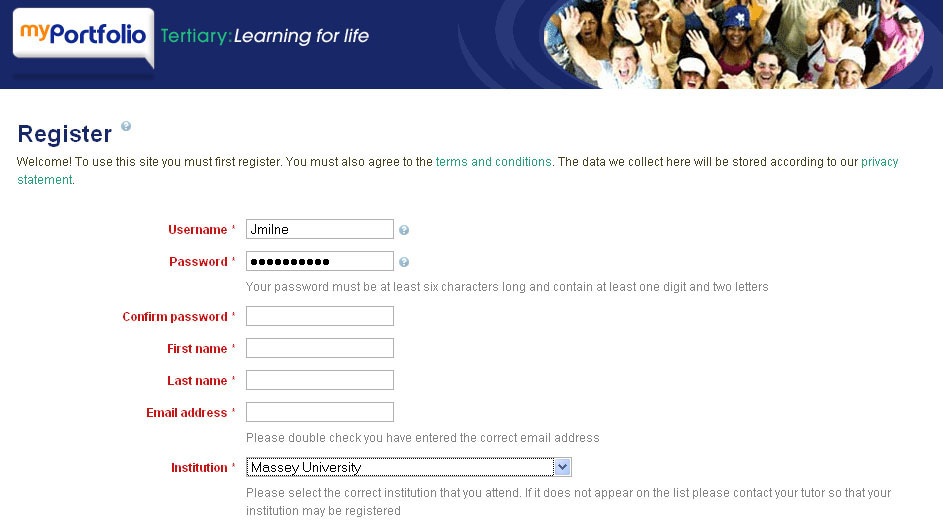 myPortfolio Tertiary: Learning for life
Register
Welcome! To use this site you must first register. You must also agree to the terms and conditions. The data we collect here will be stored according to our privacy
statement.
Username * Jmilne
Password * ●●●●●●●●●●
Your password must be at least six characters long and contain at least one digit and two letters
Confirm password *
First name *
Last name *
Email address *
Please double check you have entered the correct email address
Institution * Massey University
Please select the correct institution that you attend. If it does not appear on the list please contact your tutor so that your
institution may be registered